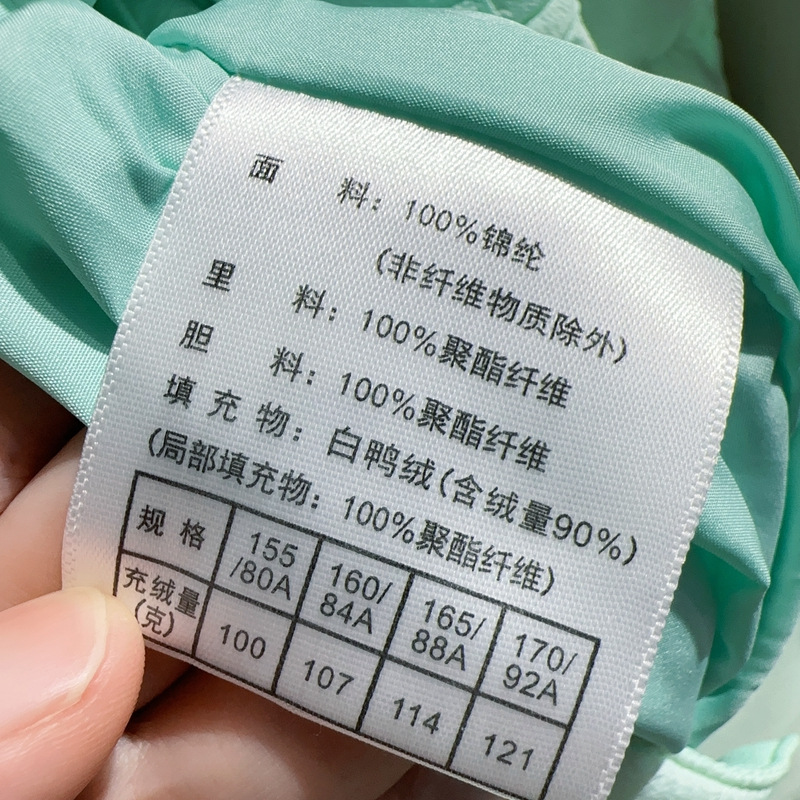 面 料：100%锦纶
(非纤维物质除外)
里 料：100%聚酯纤维
胆 料：100%聚酯纤维
填 充 物：白鸭绒(含绒量90%)
(局部填充物：100%聚酯纤维)
规 格 155/80A 160/84A 165/88A 170/92A
充绒量(克) 100 107 114 121